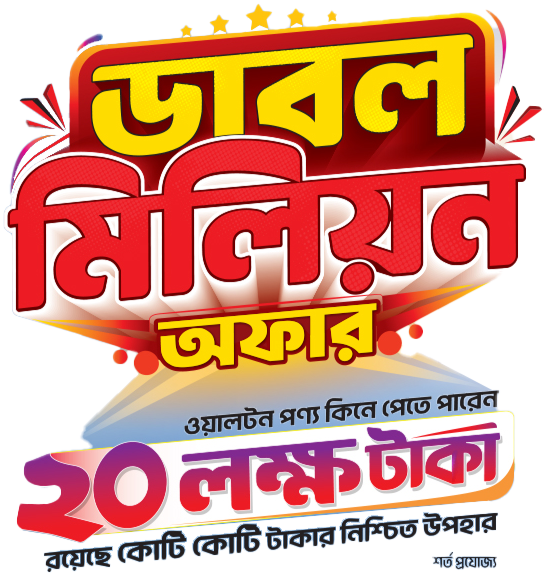 ডাবল
মিলিয়ন
অফার
ওয়ালটন পণ্য কিনে পেতে পারেন
২০ লক্ষ টাকা
রয়েছে কোটি কোটি টাকার নিশ্চিত উপহার
শর্ত প্রযোজ্য